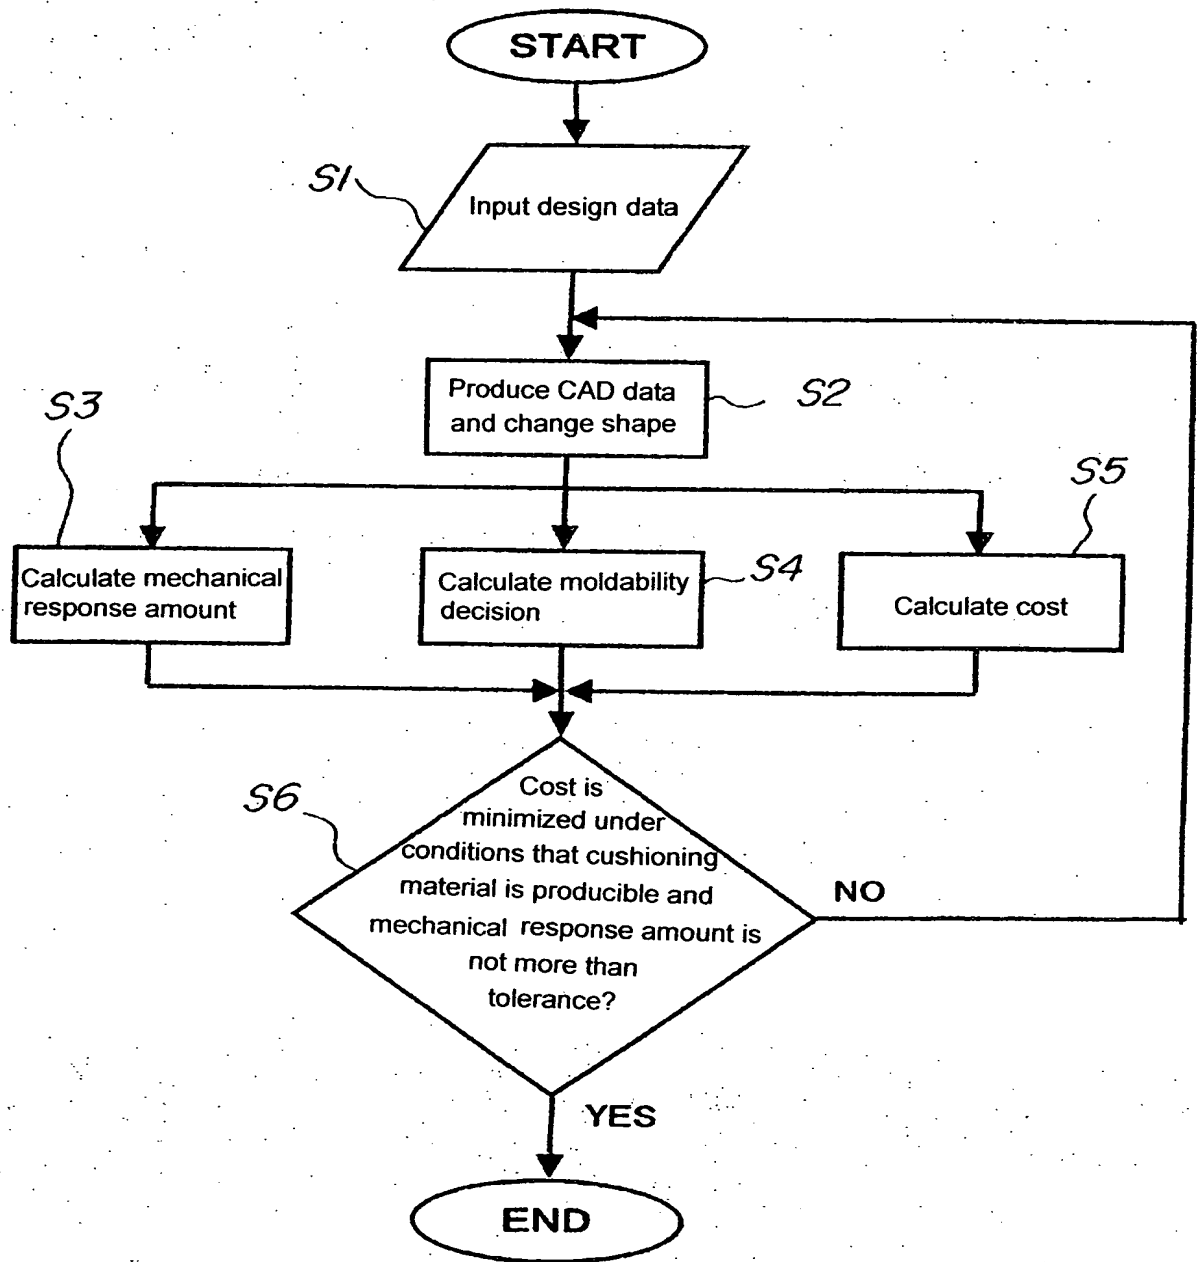 START
S1
Input design data
Produce CAD data
and change shape
S2
S3
S5
Calculate mechanical
response amount
Calculate moldability
decision
S4
Calculate cost
S6
Cost is
minimized under
conditions that cushioning
material is producible and
mechanical response amount is
not more than
tolerance?
NO
YES
END